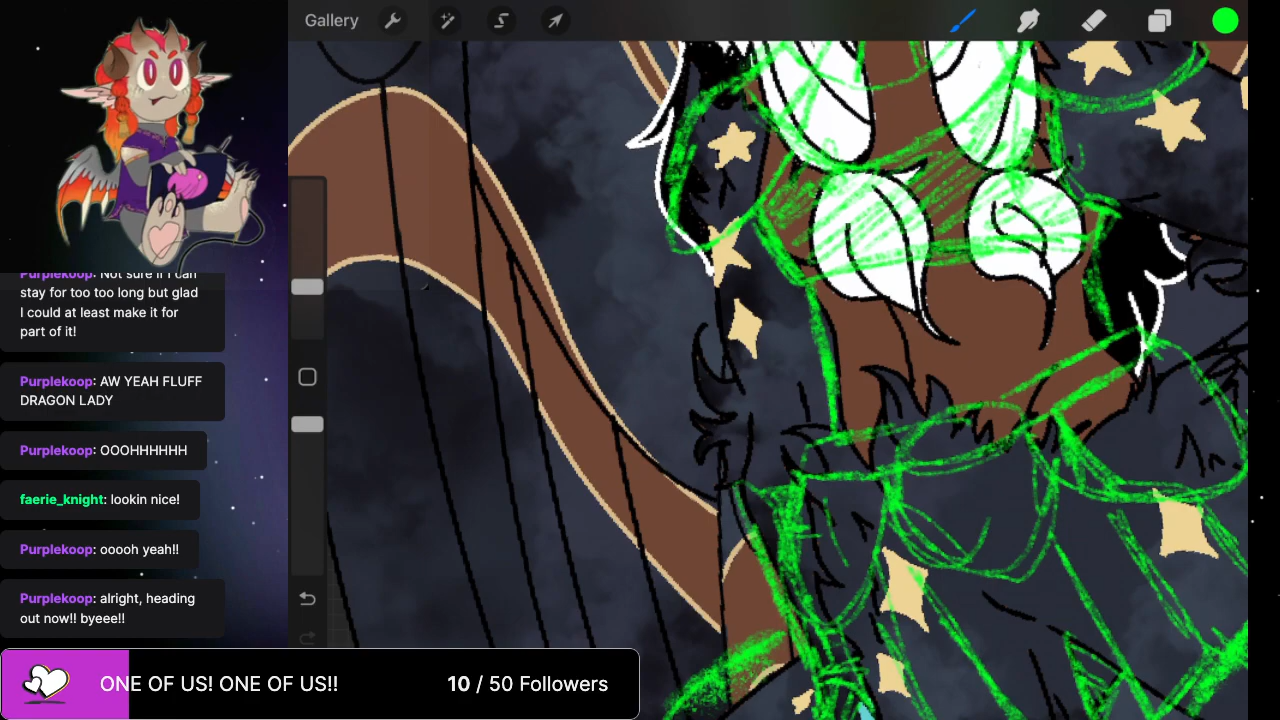 Gallery
Purplekoop: Not sure if I can
stay for too too long but glad
I could at least make it for
part of it!
Purplekoop: AW YEAH FLUFF
DRAGON LADY
Purplekoop: OOOHHHHHH
faerie_knight: lookin nice!
Purplekoop: ooooh yeah!!
Purplekoop: alright, heading
out now!! byeee!!
ONE OF US! ONE OF US!! 10 / 50 Followers